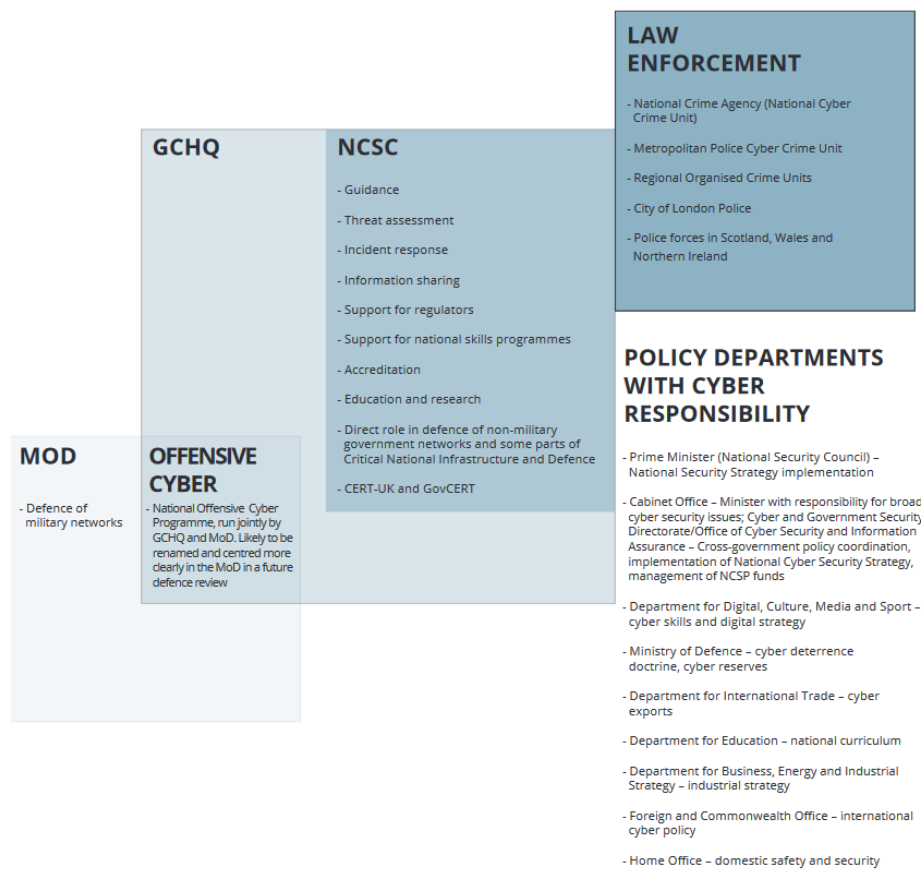 LAW
ENFORCEMENT
- National Crime Agency (National Cyber
Crime Unit)
- Metropolitan Police Cyber Crime Unit
- Regional Organised Crime Units
- City of London Police
- Police forces in Scotland, Wales and
Northern Ireland
GCHQ
NCSC
- Guidance
- Threat assessment
- Incident response
- Information sharing
- Support for regulators
- Support for national skills programmes
- Accreditation
- Education and research
- Direct role in defence of non-military
government networks and some parts of
Critical National Infrastructure and Defence
- CERT-UK and GovCERT
MOD
- Defence of
military networks
OFFENSIVE
CYBER
- National Offensive Cyber
Programme, run jointly by
GCHQ and MoD. Likely to be
renamed and centred more
clearly in the MoD in a future
defence review
POLICY DEPARTMENTS
WITH CYBER
RESPONSIBILITY
- Prime Minister (National Security Council) –
National Security Strategy implementation
- Cabinet Office – Minister with responsibility for broad
cyber security issues; Cyber and Government Security
Directorate/Office of Cyber Security and Information
Assurance – Cross-government policy coordination,
implementation of National Cyber Security Strategy,
management of NCSP funds
- Department for Digital, Culture, Media and Sport –
cyber skills and digital strategy
- Ministry of Defence – cyber deterrence
doctrine, cyber reserves
- Department for International Trade – cyber
exports
- Department for Education – national curriculum
- Department for Business, Energy and Industrial
Strategy – industrial strategy
- Foreign and Commonwealth Office – international
cyber policy
- Home Office – domestic safety and security